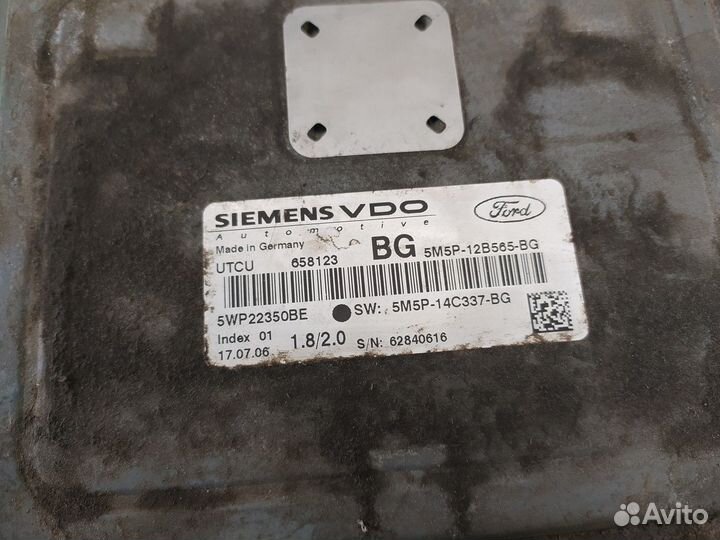 SIEMENS VDO
Automotive
Ford
Made in Germany
BG 5M5P-12B565-BG
UTCU 658123
5WP22350BE
SW: 5M5P-14C337-BG
Index 01
1.8/2.0
S/N: 62840616
17.07.06
Avito